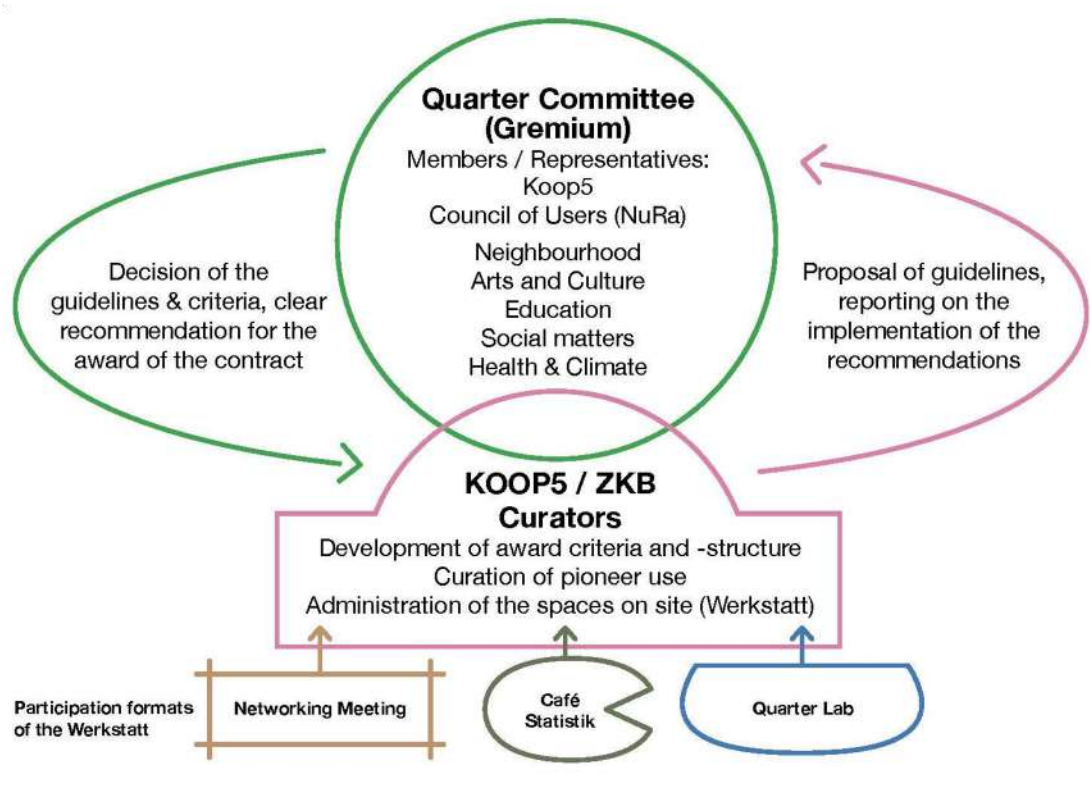 Quarter Committee
(Gremium)
Members / Representatives:
Koop5
Council of Users (NuRa)
Neighbourhood
Arts and Culture
Education
Social matters
Health & Climate
Decision of the
guidelines & criteria, clear
recommendation for the
award of the contract
Proposal of guidelines,
reporting on the
implementation of the
recommendations
KOOP5 / ZKB
Curators
Development of award criteria and -structure
Curation of pioneer use
Administration of the spaces on site (Werkstatt)
Participation formats
of the Werkstatt
Networking Meeting
Café
Statistik
Quarter Lab